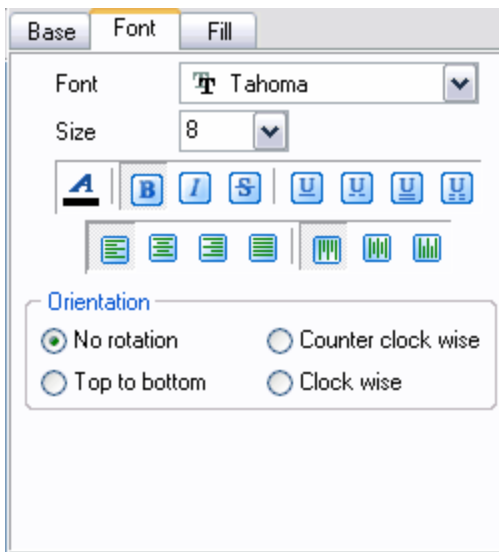 Base Font Fill
Font Tahoma
Size 8
A B I S U U U U
Orientation
No rotation Counter clock wise
Top to bottom Clock wise